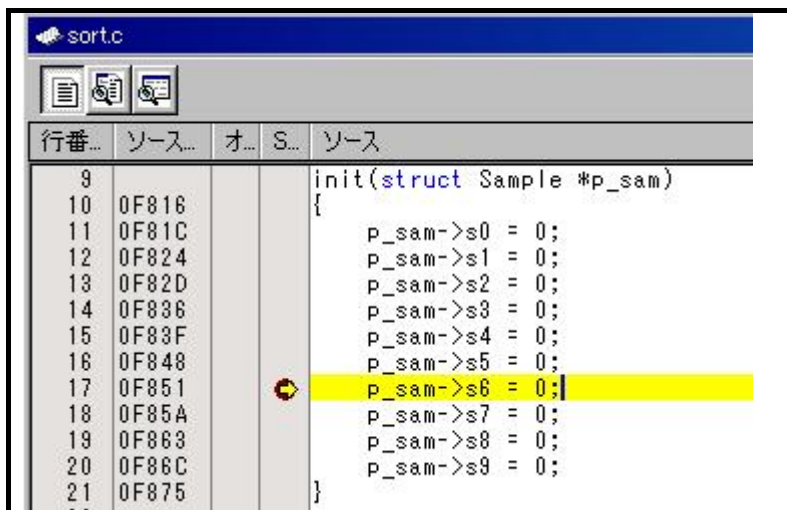 sort.c
行番... ソース... オ... S... ソース
9 init(struct Sample *p_sam)
10 0F816 {
11 0F81C p_sam->s0 = 0;
12 0F824 p_sam->s1 = 0;
13 0F82D p_sam->s2 = 0;
14 0F836 p_sam->s3 = 0;
15 0F83F p_sam->s4 = 0;
16 0F848 p_sam->s5 = 0;
17 0F851 p_sam->s6 = 0;
18 0F85A p_sam->s7 = 0;
19 0F863 p_sam->s8 = 0;
20 0F86C p_sam->s9 = 0;
21 0F875 }